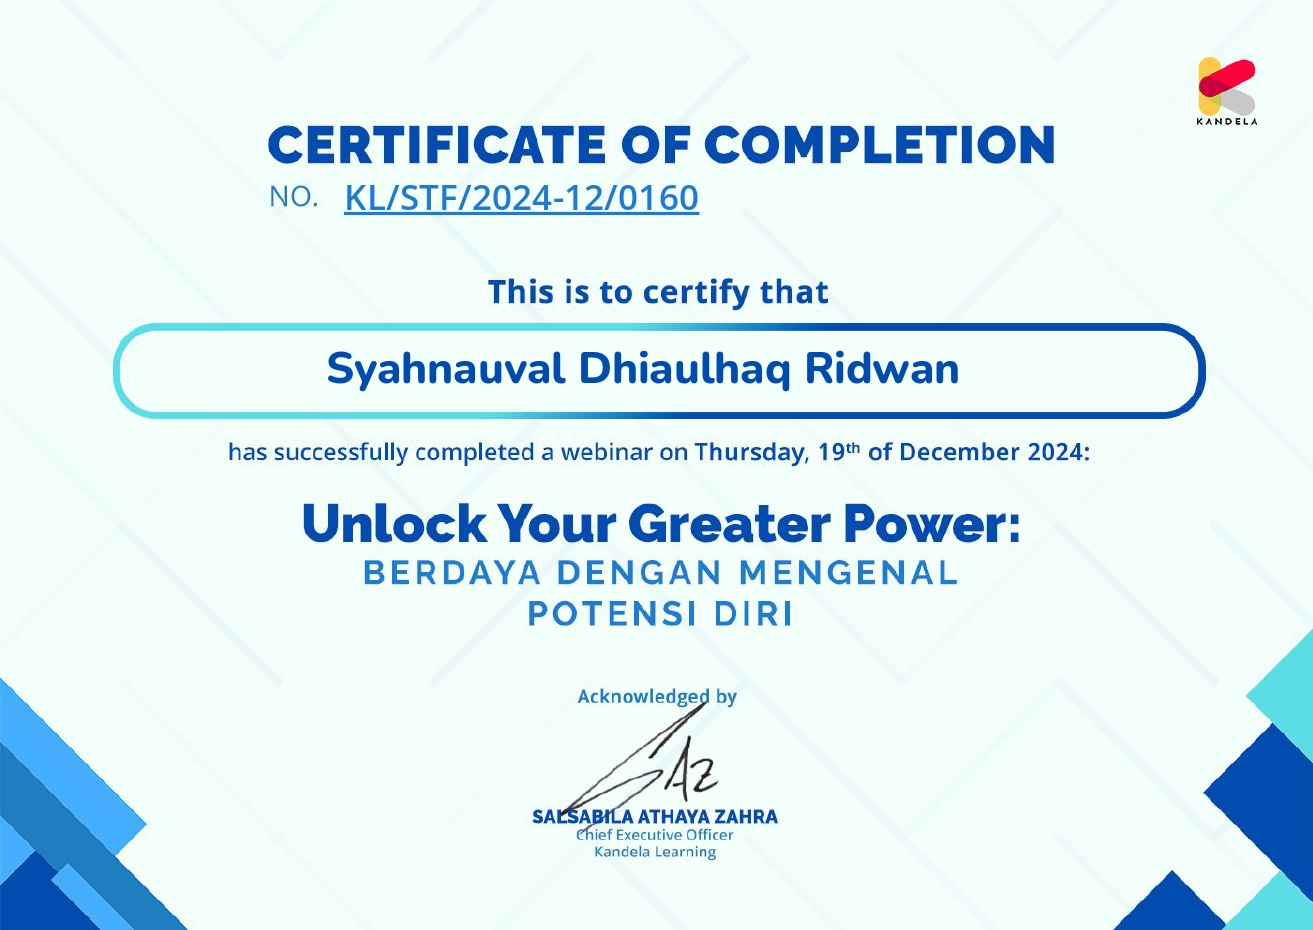 KANDELA
CERTIFICATE OF COMPLETION
NO. KL/STF/2024-12/0160
This is to certify that
Syahnauval Dhiaulhaq Ridwan
has successfully completed a webinar on Thursday, 19th of December 2024:
Unlock Your Greater Power:
BERDAYA DENGAN MENGENAL
POTENSI DIRI
Acknowledged by
SAZ
SALSABILA ATHAYA ZAHRA
Chief Executive Officer
Kandela Learning